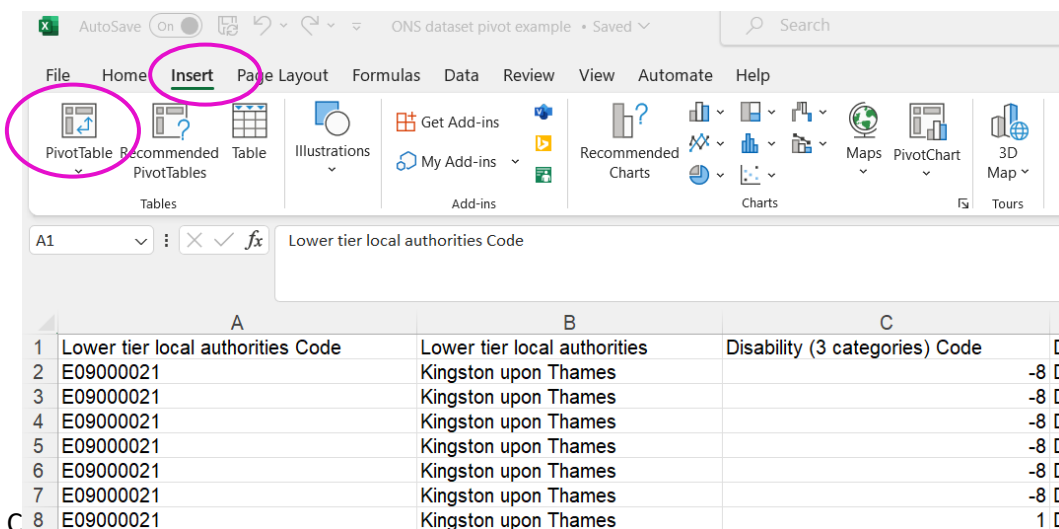 AutoSave On ONS dataset pivot example • Saved Search
File Home Insert Page Layout Formulas Data Review View Automate Help
PivotTable Recommended PivotTables Table Illustrations Get Add-ins My Add-ins Recommended Charts Maps PivotChart 3D Map
Tables Add-ins Charts Tours
A1 fx Lower tier local authorities Code
A B C
1 Lower tier local authorities Code Lower tier local authorities Disability (3 categories) Code
2 E09000021 Kingston upon Thames -8 D
3 E09000021 Kingston upon Thames -8 D
4 E09000021 Kingston upon Thames -8 D
5 E09000021 Kingston upon Thames -8 D
6 E09000021 Kingston upon Thames -8 D
7 E09000021 Kingston upon Thames -8 D
C 8 E09000021 Kingston upon Thames 1 D